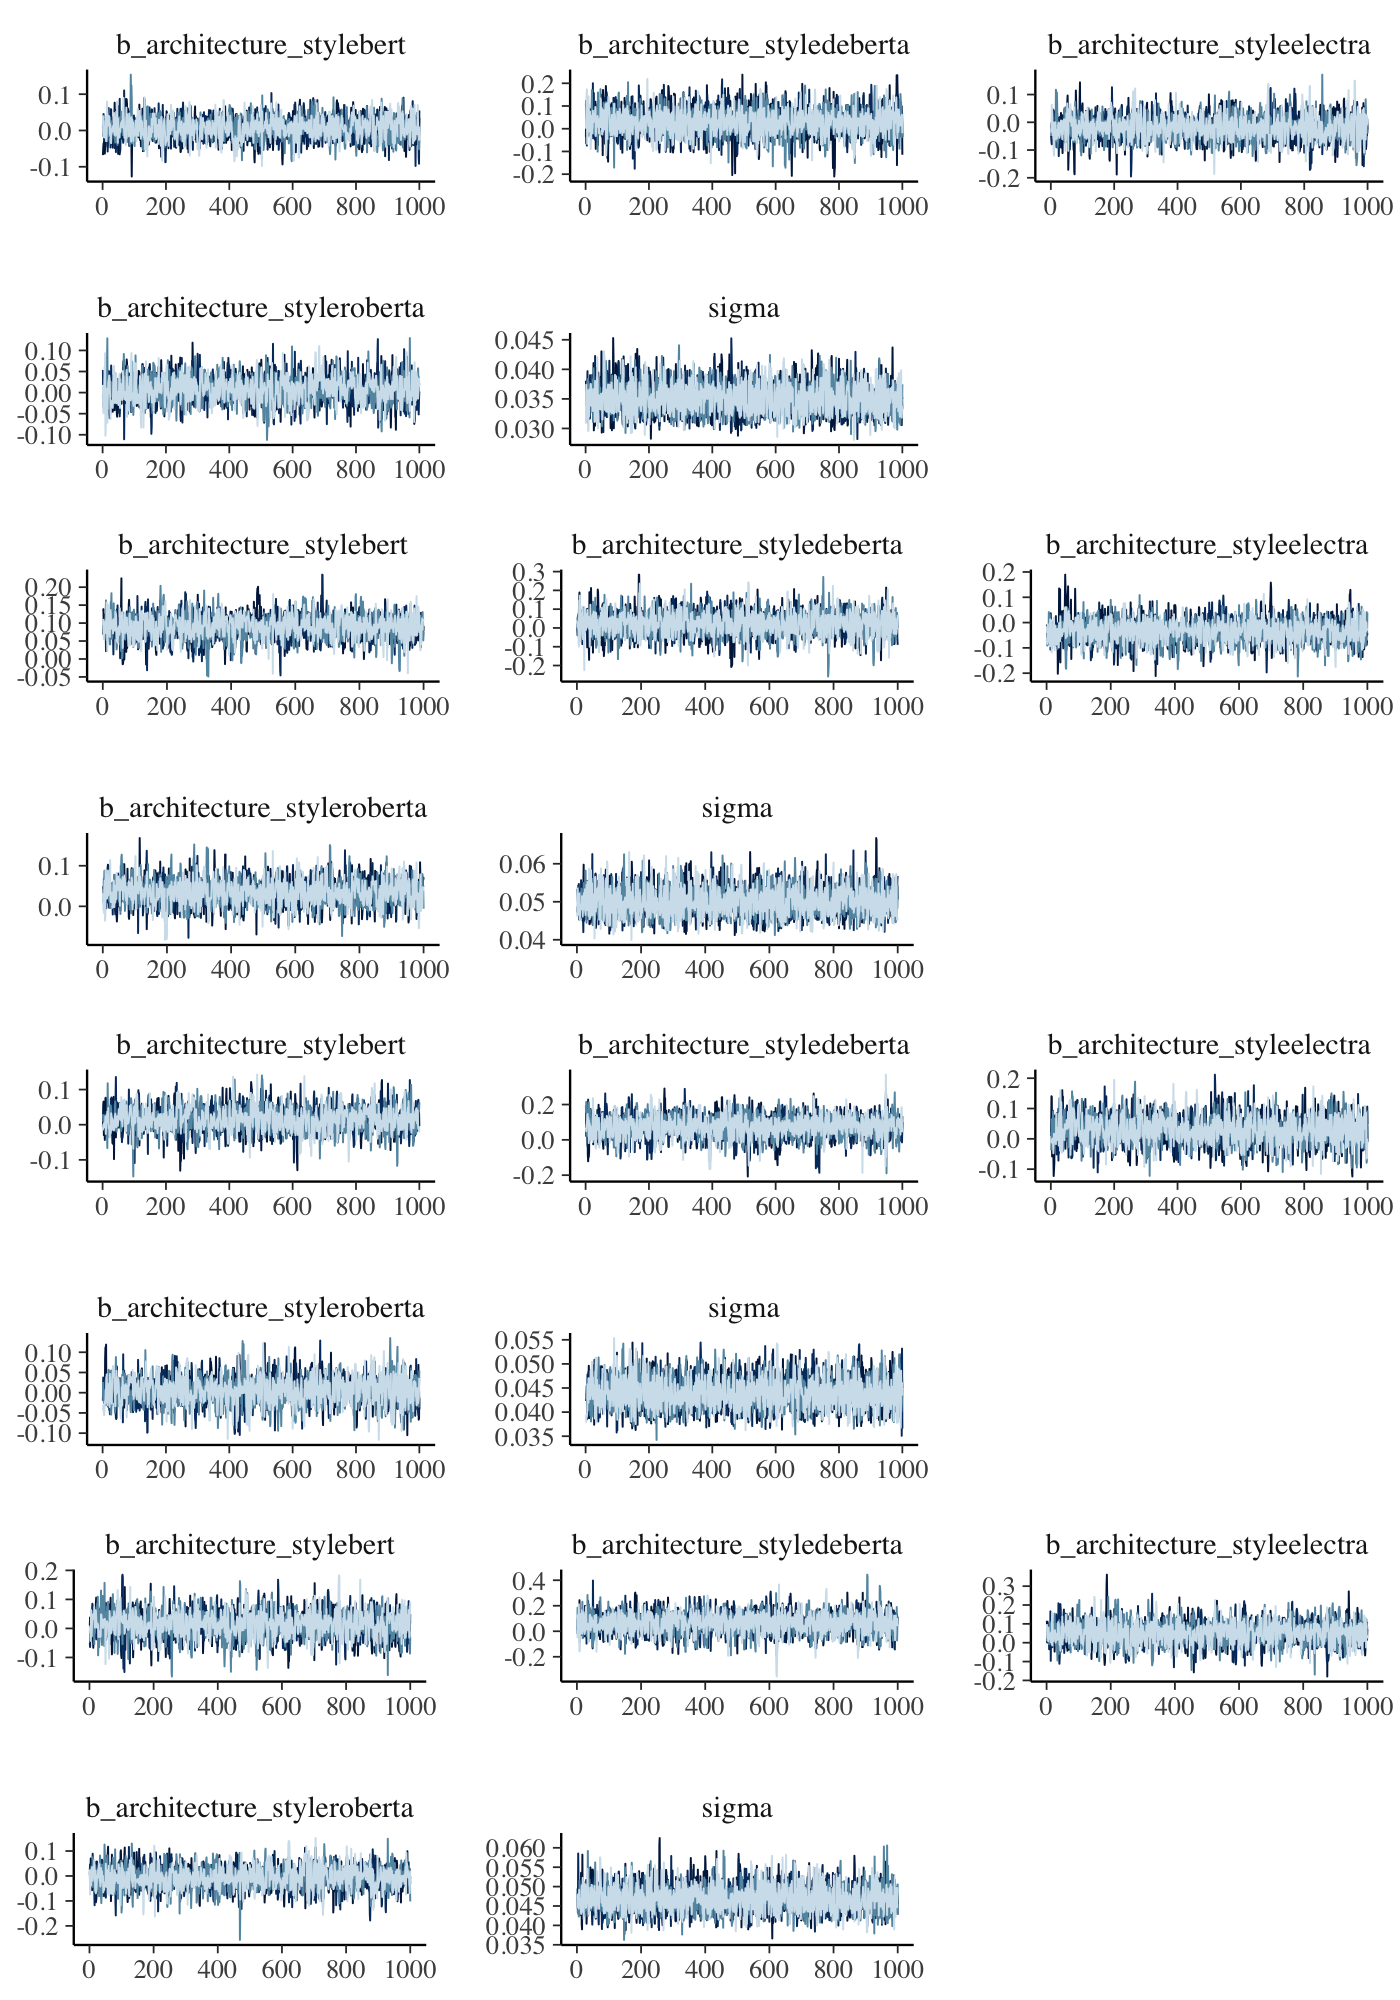 b_architecture_stylebert b_architecture_styledeberta b_architecture_styleelectra
0.1 0.2 0.1
0.0 0.1 0.0
-0.1 0.0 -0.1
-0.1 -0.2
-0.2
0 200 400 600 800 1000 0 200 400 600 800 1000 0 200 400 600 800 1000
b_architecture_styleroberta sigma
0.10 0.045
0.05 0.040
0.00 0.035
-0.05 0.030
-0.10
0 200 400 600 800 1000 0 200 400 600 800 1000
b_architecture_stylebert b_architecture_styledeberta b_architecture_styleelectra
0.20 0.3 0.2
0.15 0.2 0.1
0.10 0.1 0.0
0.05 0.0 -0.1
0.00 -0.1 -0.2
-0.05 -0.2
0 200 400 600 800 1000 0 200 400 600 800 1000 0 200 400 600 800 1000
b_architecture_styleroberta sigma
0.1 0.06
0.0 0.05
0.04
0 200 400 600 800 1000 0 200 400 600 800 1000
b_architecture_stylebert b_architecture_styledeberta b_architecture_styleelectra
0.1 0.2 0.2
0.0 0.0 0.1
-0.1 -0.2 0.0
-0.1
0 200 400 600 800 1000 0 200 400 600 800 1000 0 200 400 600 800 1000
b_architecture_styleroberta sigma
0.10 0.055
0.05 0.050
0.00 0.045
-0.05 0.040
-0.10 0.035
0 200 400 600 800 1000 0 200 400 600 800 1000
b_architecture_stylebert b_architecture_styledeberta b_architecture_styleelectra
0.2 0.4 0.3
0.1 0.2 0.2
0.0 0.0 0.1
-0.1 -0.2 0.0
-0.1
-0.2
0 200 400 600 800 1000 0 200 400 600 800 1000 0 200 400 600 800 1000
b_architecture_styleroberta sigma
0.1 0.060
0.0 0.055
-0.1 0.050
-0.2 0.045
0.040
0.035
0 200 400 600 800 1000 0 200 400 600 800 1000